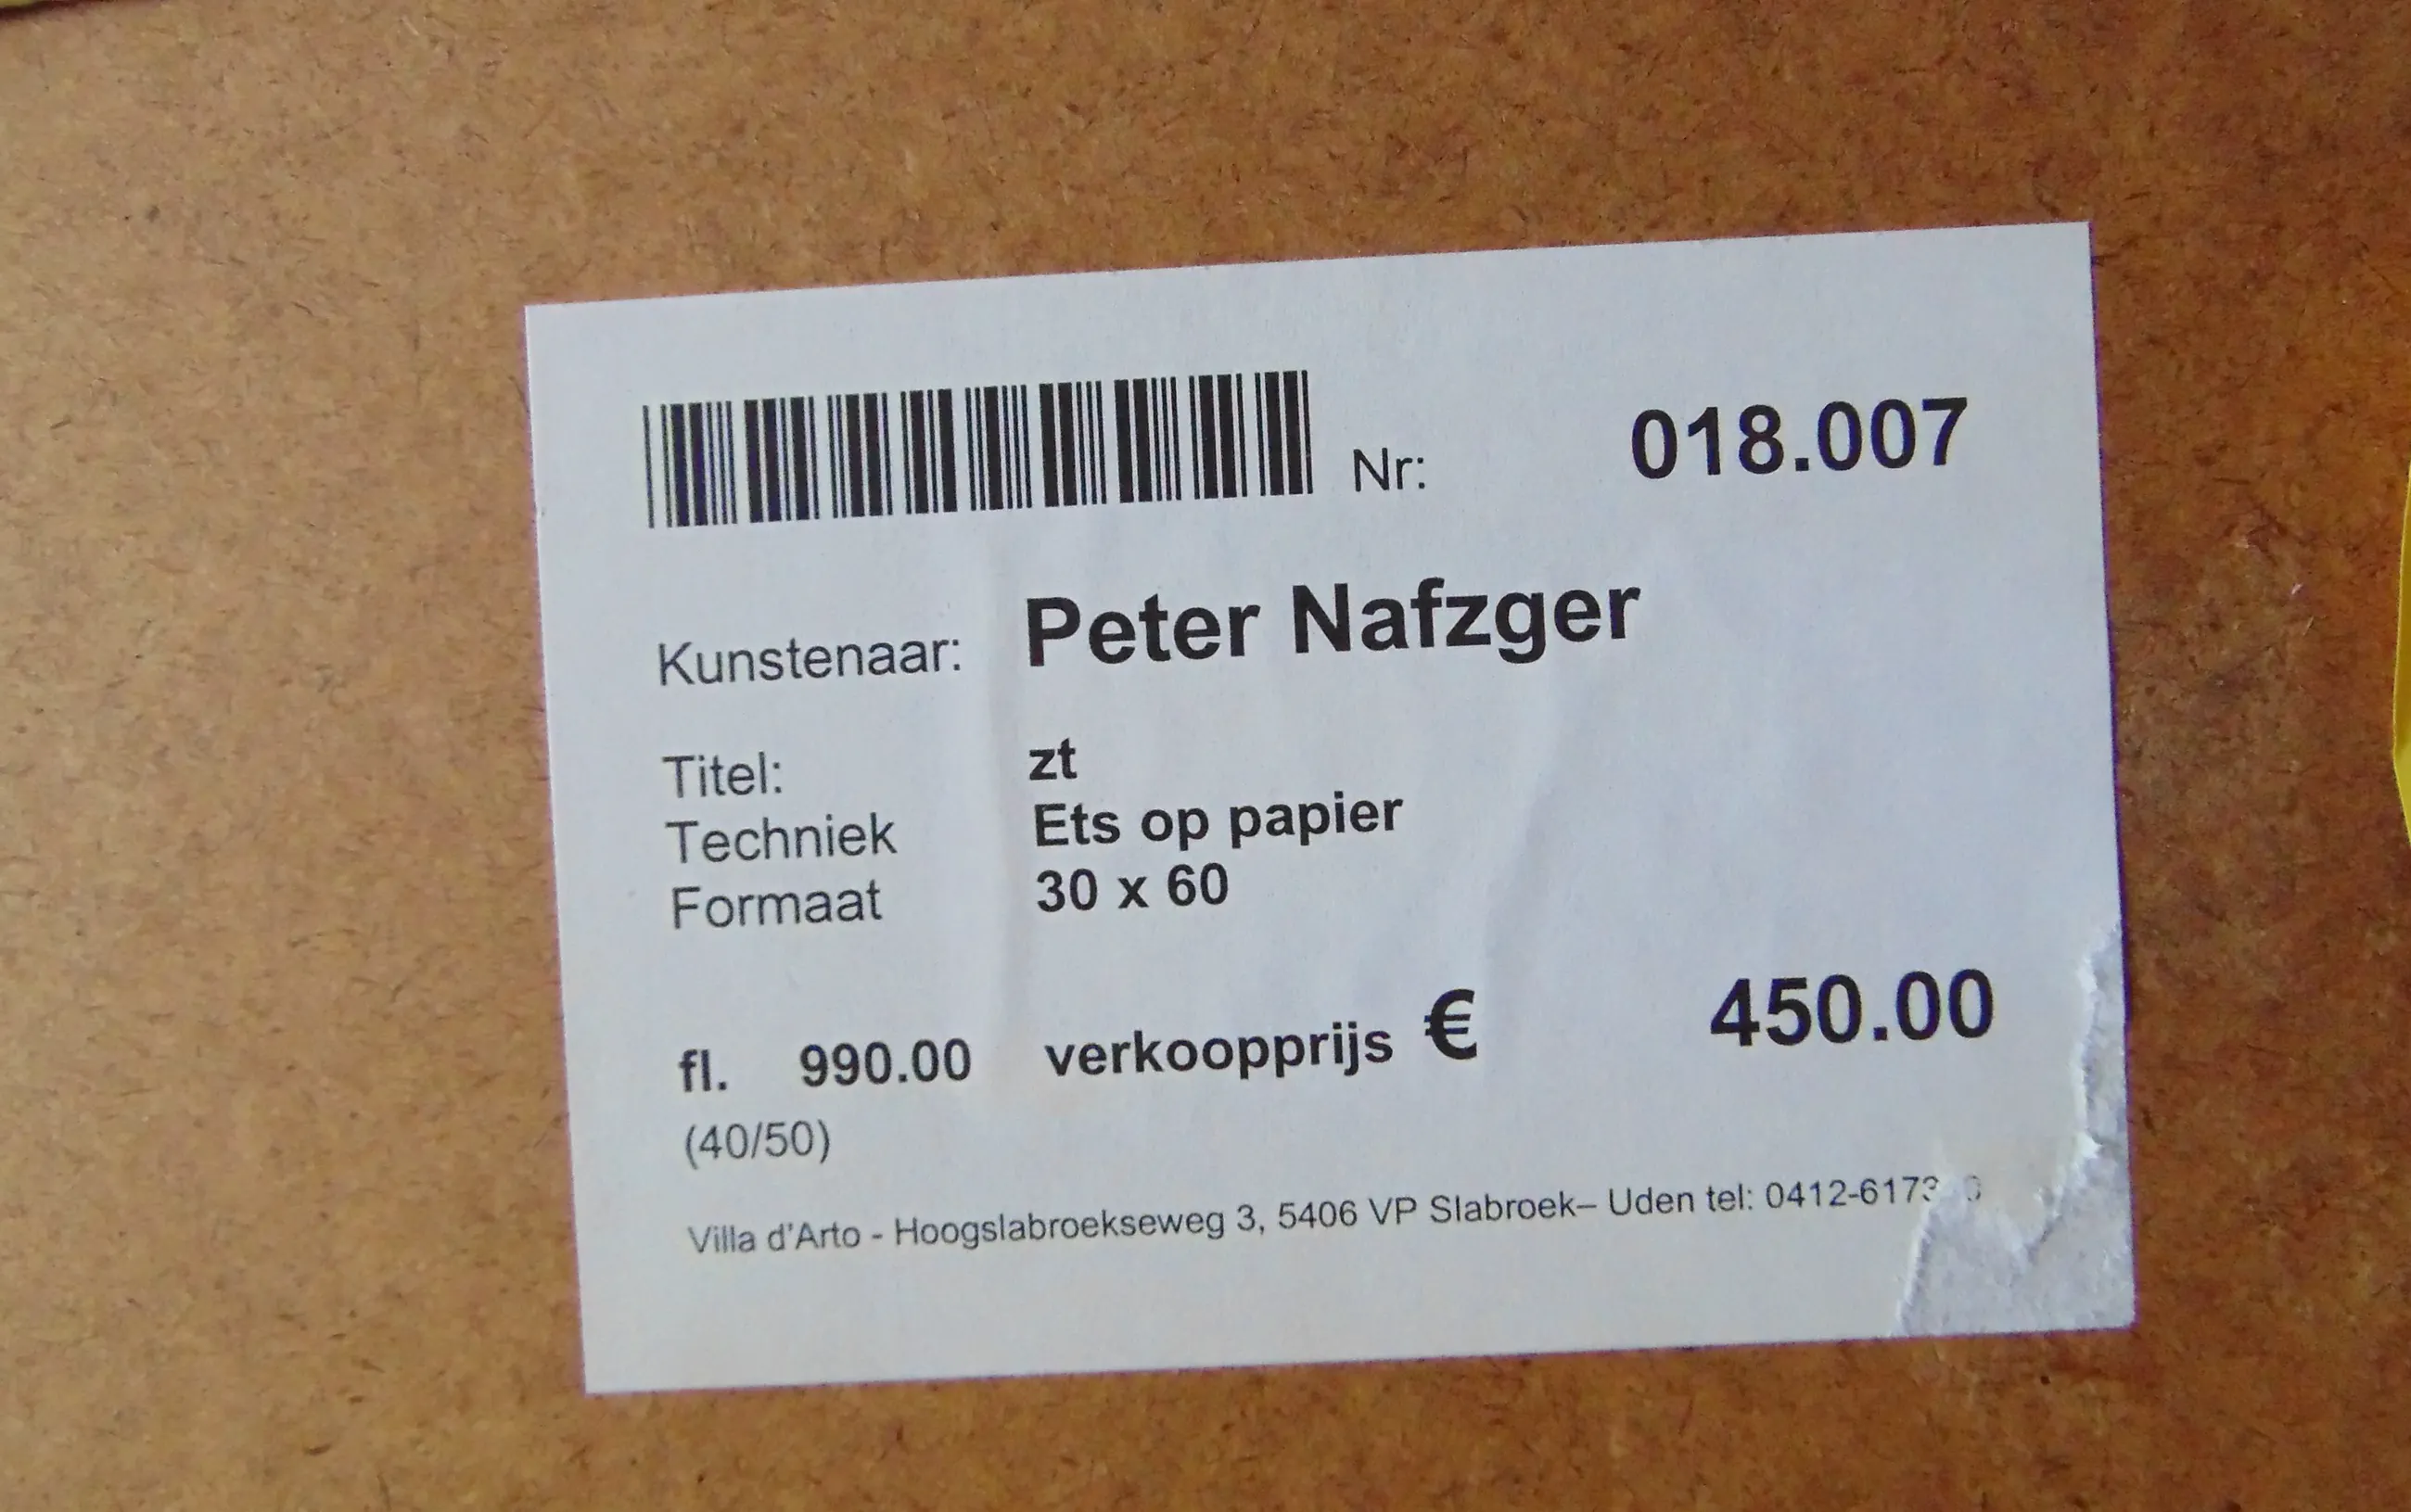 Nr: 018.007
Kunstenaar: Peter Nafzger
Titel: zt
Techniek Ets op papier
Formaat 30 x 60
fl. 990.00 verkoopprijs € 450.00
(40/50)
Villa d'Arto - Hoogslabroekseweg 3, 5406 VP Slabroek– Uden tel: